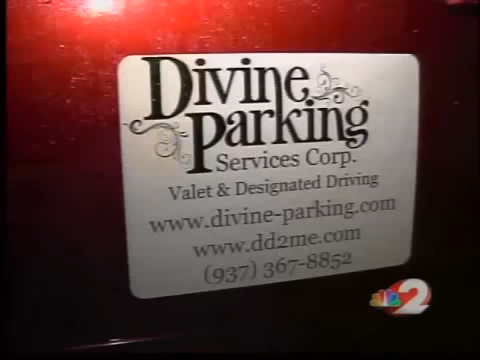 Divine
Parking
Services Corp.
Valet & Designated Driving
www.divine-parking.com
www.dd2me.com
(937) 367-8852
2